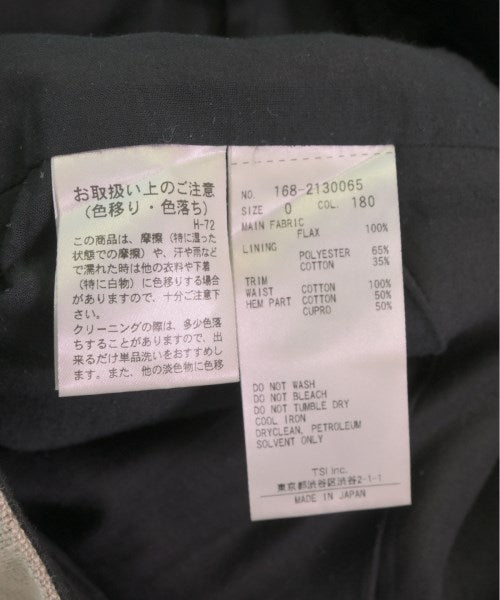 お取扱い上のご注意
(色移り・色落ち)
H-72
この商品は、摩擦(特に湿った
状態での摩擦)や、汗や雨など
で濡れた時は他の衣料や下着
(特に白物)に色移りする場合
がありますので、十分ご注意下
さい。
クリーニングの際は、多少色落
ちすることがありますので、出
来るだけ単品洗いをおすすめし
ます。また、他の淡色物に色移
NO. 168-2130065
SIZE 0 COL. 180
MAIN FABRIC
FLAX 100%
LINING
POLYESTER 65%
COTTON 35%
TRIM
WAIST COTTON 100%
HEM PART COTTON 50%
CUPRO 50%
DO NOT WASH
DO NOT BLEACH
DO NOT TUMBLE DRY
COOL IRON
DRYCLEAN, PETROLEUM
SOLVENT ONLY
TSI Inc.
東京都渋谷区渋谷2-1-1
MADE IN JAPAN